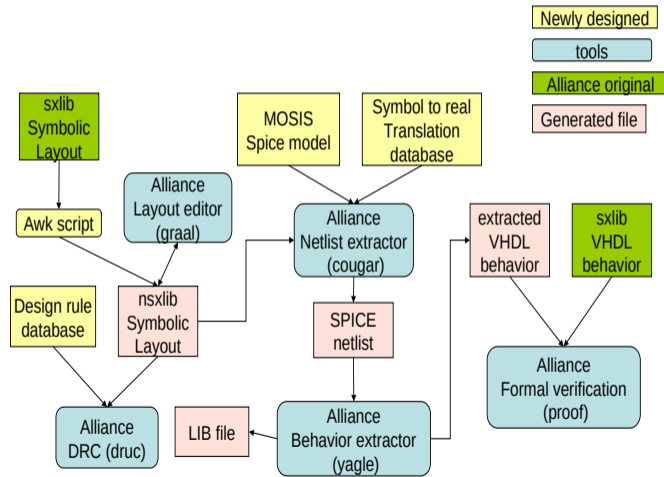 Newly designed
tools
Alliance original
Generated file
sxlib
Symbolic
Layout
MOSIS
Spice model
Symbol to real
Translation
database
Alliance
Layout editor
(graal)
Awk script
Alliance
Netlist extractor
(cougar)
extracted
VHDL
behavior
sxlib
VHDL
behavior
Design rule
database
nsxlib
Symbolic
Layout
SPICE
netlist
Alliance
Formal verification
(proof)
Alliance
DRC (druc)
LIB file
Alliance
Behavior extractor
(yagle)